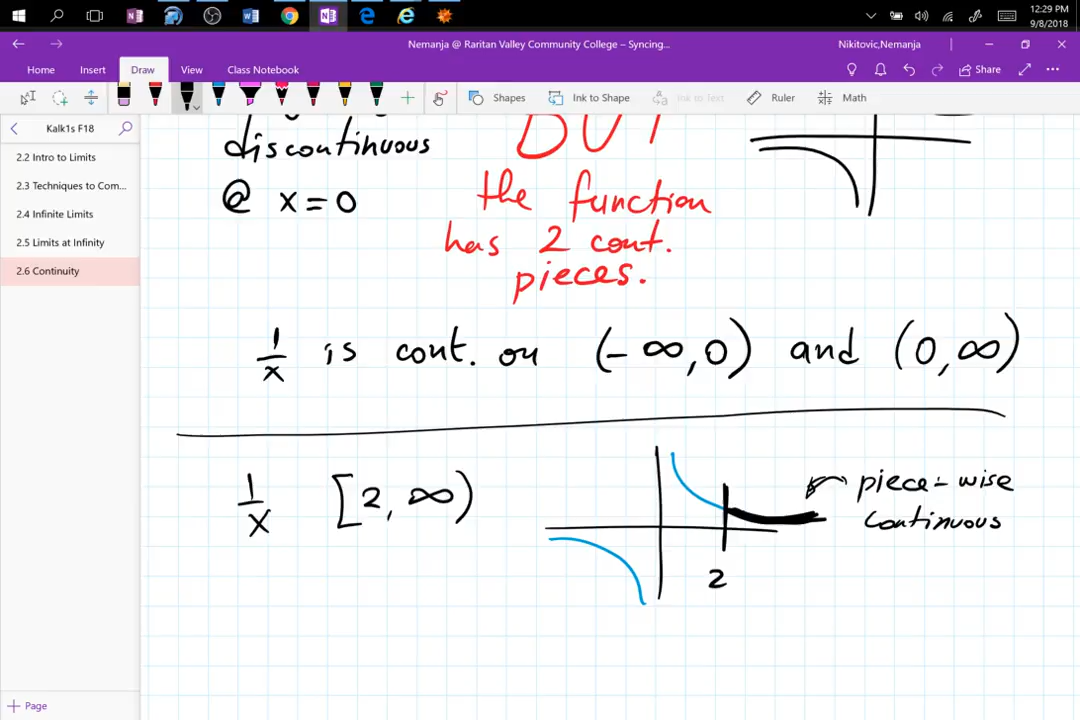 12:29 PM
9/8/2018
Nemanja @ Raritan Valley Community College – Syncing...
Nikitovic,Nemanja
Home
Insert
Draw
View
Class Notebook
Share
Shapes
Ink to Shape
Ink to Text
Ruler
Math
Kalk1s F18
2.2 Intro to Limits
2.3 Techniques to Com...
2.4 Infinite Limits
2.5 Limits at Infinity
2.6 Continuity
Page
discontinuous
@ x = 0
BUT
the function
has 2 cont.
pieces.
1/x is cont. on (-∞,0) and (0,∞)
1/x [2,∞)
2
piece-wise
continuous